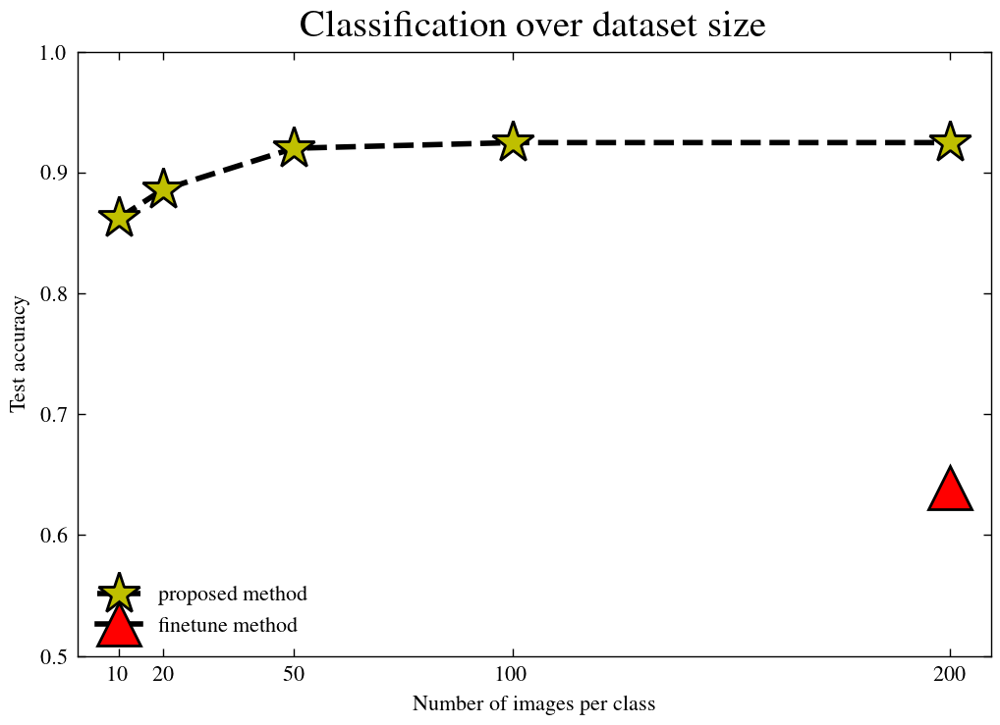 Classification over dataset size
1.0
0.9
0.8
0.7
0.6
0.5
Test accuracy
proposed method
finetune method
10 20 50 100 200
Number of images per class